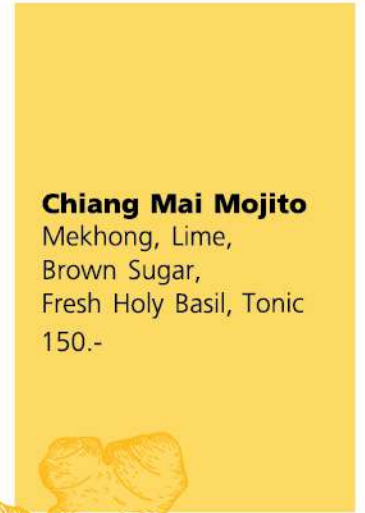 Chiang Mai Mojito
Mekhong, Lime,
Brown Sugar,
Fresh Holy Basil, Tonic
150.-